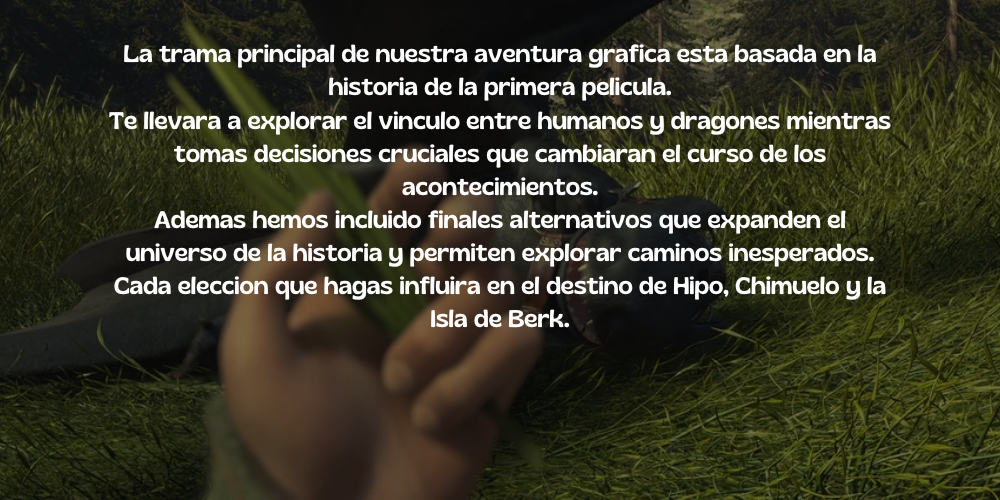 La trama principal de nuestra aventura grafica esta basada en la
historia de la primera pelicula.
Te llevara a explorar el vinculo entre humanos y dragones mientras
tomas decisiones cruciales que cambiaran el curso de los
acontecimientos.
Ademas hemos incluido finales alternativos que expanden el
universo de la historia y permiten explorar caminos inesperados.
Cada eleccion que hagas influira en el destino de Hipo, Chimuelo y la
Isla de Berk.